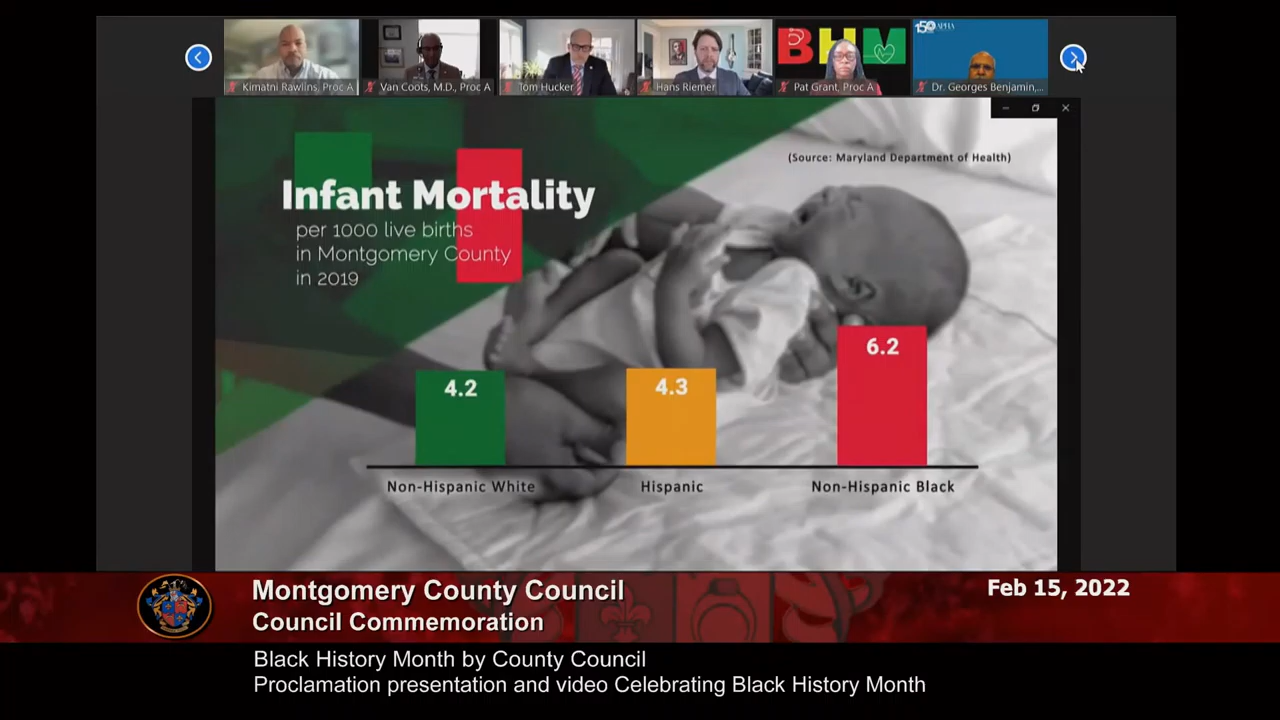 Kimatni Rawlins, Proc A
Van Coots, M.D., Proc A
Tom Hucker
Hans Riemer
BHM
Pat Grant, Proc A
150 APHA
Dr. Georges Benjamin,...
(Source: Maryland Department of Health)
Infant Mortality
per 1000 live births
in Montgomery County
in 2019
4.2
4.3
6.2
Non-Hispanic White
Hispanic
Non-Hispanic Black
Montgomery County Council
Feb 15, 2022
Council Commemoration
Black History Month by County Council
Proclamation presentation and video Celebrating Black History Month